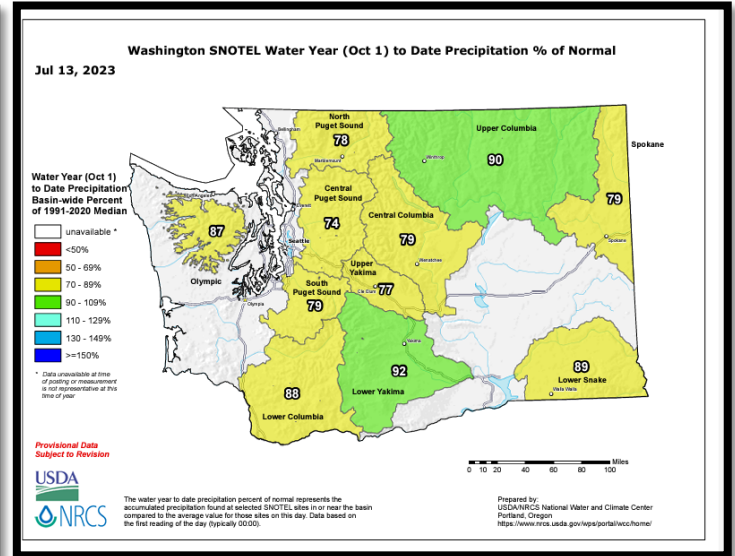 Washington SNOTEL Water Year (Oct 1) to Date Precipitation % of Normal
Jul 13, 2023
North
Puget Sound
78
Bellingham
Upper Columbia
90
Winthrop
Spokane
79
Spokane
Water Year (Oct 1)
to Date Precipitation
Basin-wide Percent
of 1991-2020 Median
unavailable *
<50%
50 - 69%
70 - 89%
90 - 109%
110 - 129%
130 - 149%
>=150%
* Data unavailable at time
of posting or measurement
is not representative at this
time of year
Central
Puget Sound
74
Everett
Central Columbia
79
Wenatchee
87
Olympic
Seattle
Upper
Yakima
77
Cle Elum
South
Puget Sound
79
Olympia
Yakima
92
Lower Yakima
88
Lower Columbia
89
Lower Snake
Walla Walla
Provisional Data
Subject to Revision
Miles
0 10 20 40 60 80 100
USDA
NRCS
The water year to date precipitation percent of normal represents the
accumulated precipitation found at selected SNOTEL sites in or near the basin
compared to the average value for those sites on this day. Data based on
the first reading of the day (typically 00:00).
Prepared by:
USDA/NRCS National Water and Climate Center
Portland, Oregon
https://www.nrcs.usda.gov/wps/portal/wcc/home/